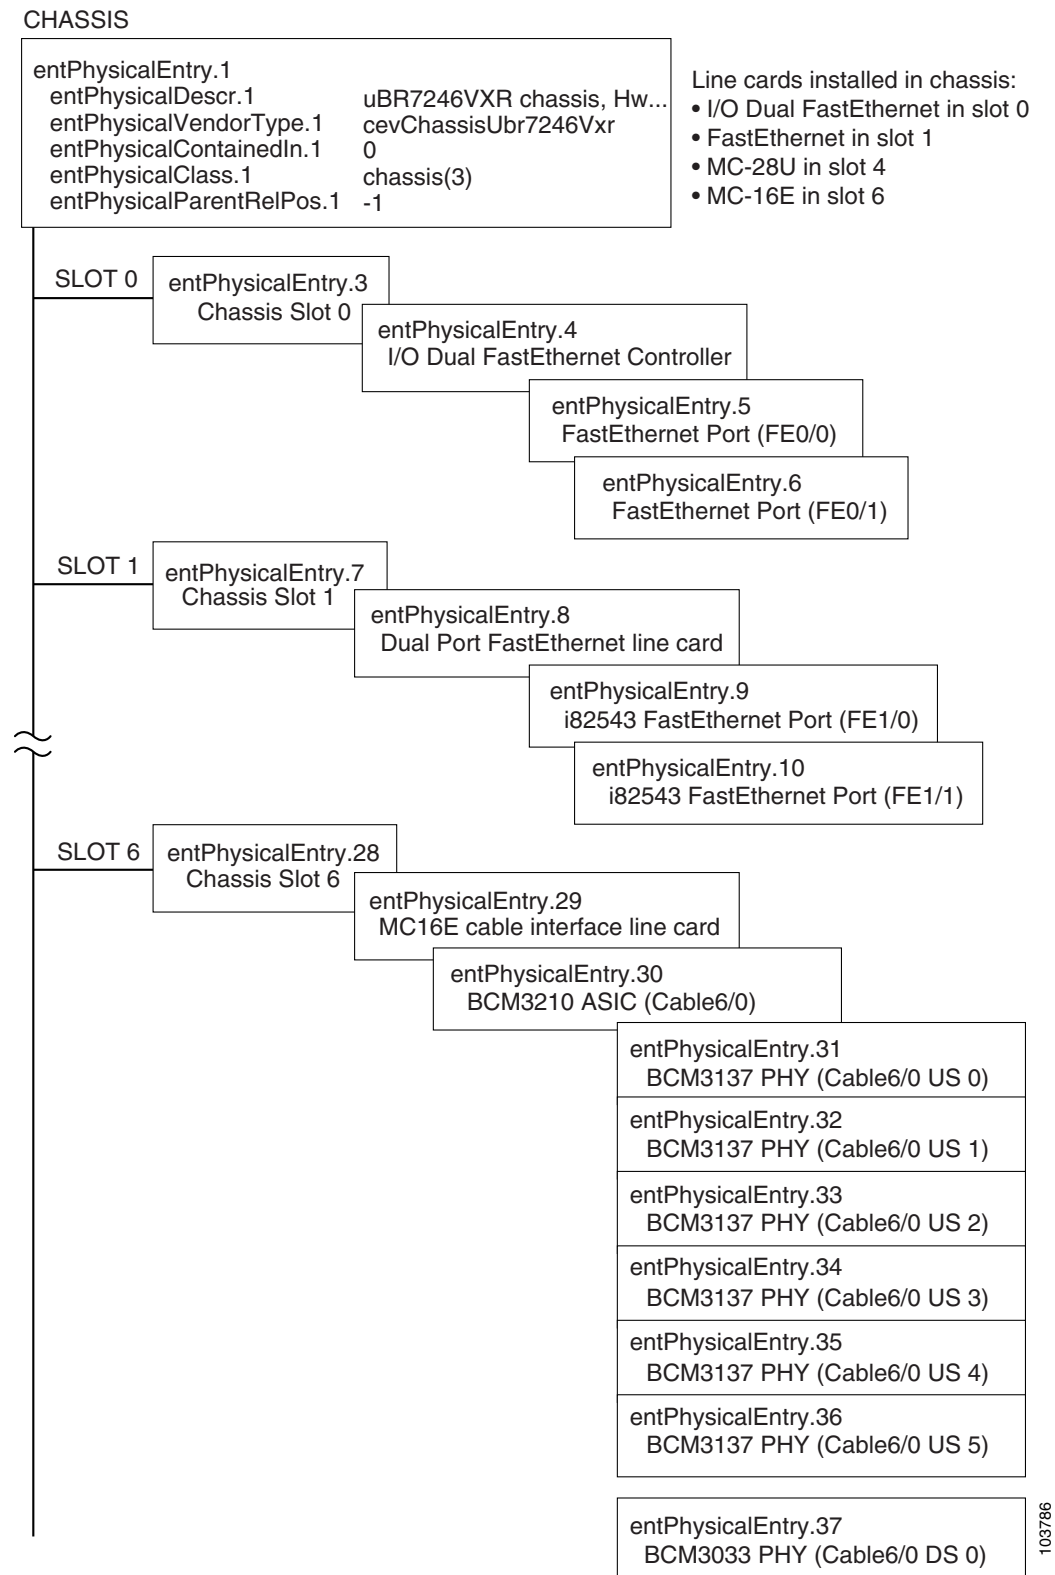 CHASSIS
entPhysicalEntry.1
entPhysicalDescr.1 uBR7246VXR chassis, Hw...
entPhysicalVendorType.1 cevChassisUbr7246Vxr
entPhysicalContainedIn.1 0
entPhysicalClass.1 chassis(3)
entPhysicalParentRelPos.1 -1
Line cards installed in chassis:
• I/O Dual FastEthernet in slot 0
• FastEthernet in slot 1
• MC-28U in slot 4
• MC-16E in slot 6
SLOT 0
entPhysicalEntry.3
Chassis Slot 0
entPhysicalEntry.4
I/O Dual FastEthernet Controller
entPhysicalEntry.5
FastEthernet Port (FE0/0)
entPhysicalEntry.6
FastEthernet Port (FE0/1)
SLOT 1
entPhysicalEntry.7
Chassis Slot 1
entPhysicalEntry.8
Dual Port FastEthernet line card
entPhysicalEntry.9
i82543 FastEthernet Port (FE1/0)
entPhysicalEntry.10
i82543 FastEthernet Port (FE1/1)
SLOT 6
entPhysicalEntry.28
Chassis Slot 6
entPhysicalEntry.29
MC16E cable interface line card
entPhysicalEntry.30
BCM3210 ASIC (Cable6/0)
entPhysicalEntry.31
BCM3137 PHY (Cable6/0 US 0)
entPhysicalEntry.32
BCM3137 PHY (Cable6/0 US 1)
entPhysicalEntry.33
BCM3137 PHY (Cable6/0 US 2)
entPhysicalEntry.34
BCM3137 PHY (Cable6/0 US 3)
entPhysicalEntry.35
BCM3137 PHY (Cable6/0 US 4)
entPhysicalEntry.36
BCM3137 PHY (Cable6/0 US 5)
entPhysicalEntry.37
BCM3033 PHY (Cable6/0 DS 0)
103786